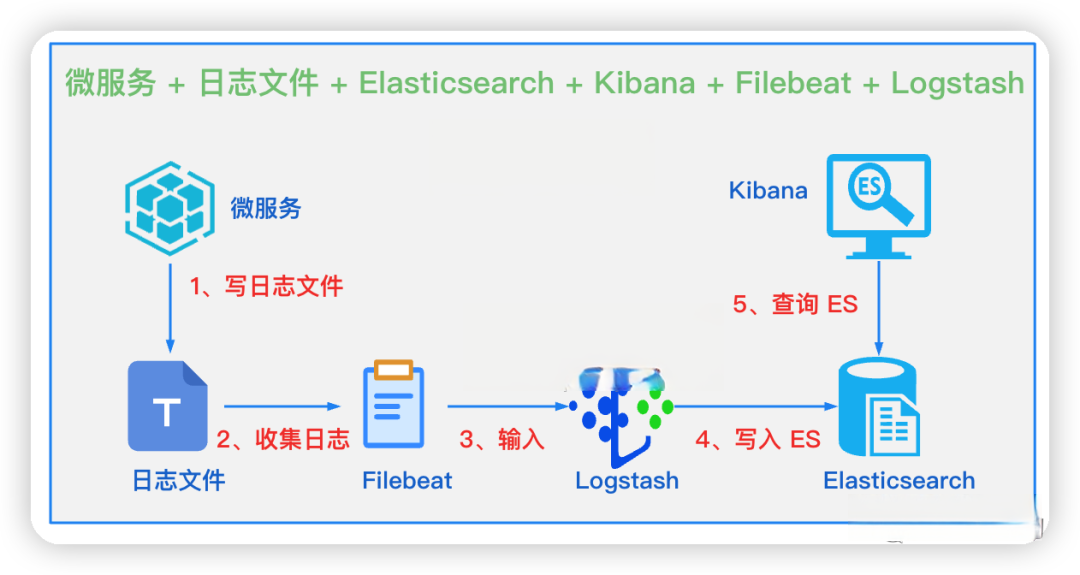 微服务 + 日志文件 + Elasticsearch + Kibana + Filebeat + Logstash
微服务
Kibana
ES
1、写日志文件
5、查询 ES
T
2、收集日志
3、输入
4、写入 ES
日志文件
Filebeat
Logstash
Elasticsearch